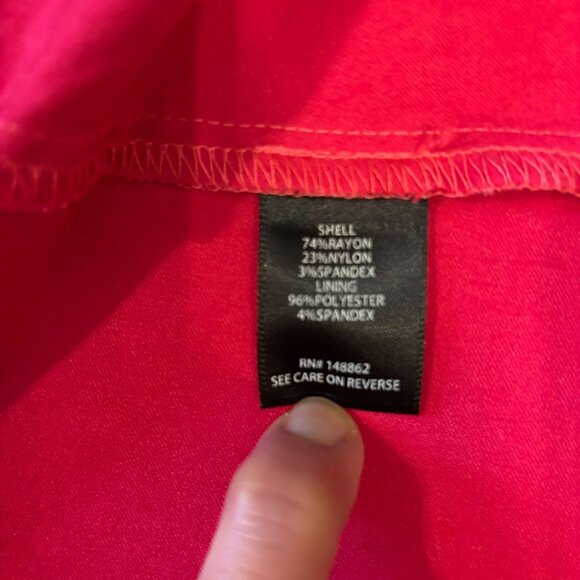 SHELL
74%RAYON
23%NYLON
3%SPANDEX
LINING
96%POLYESTER
4%SPANDEX
RN# 148862
SEE CARE ON REVERSE